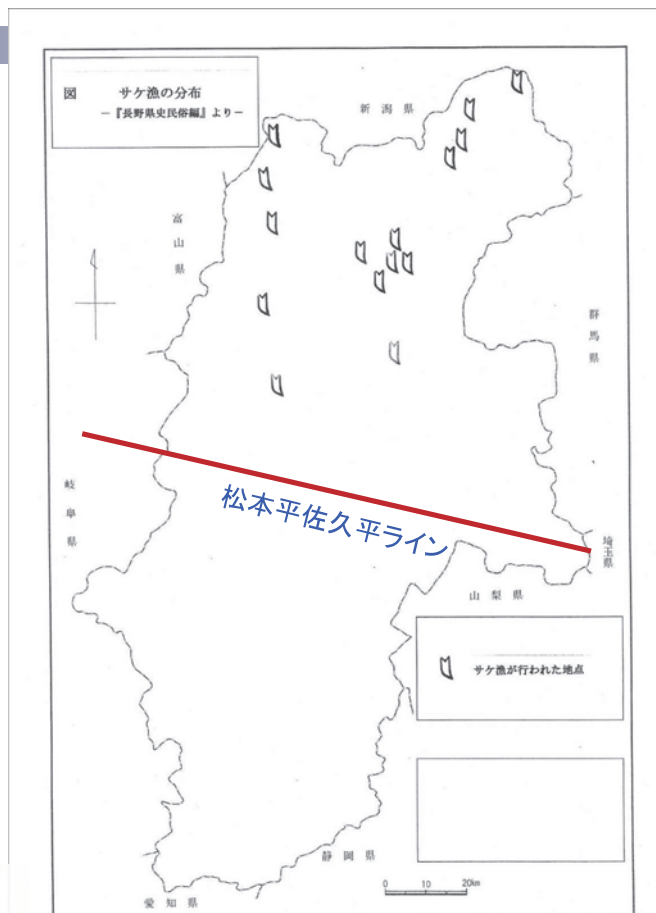 図 サケ漁の分布
－『長野県史民俗編』より－
新潟県
富山県
群馬県
岐阜県
松本平佐久平ライン
埼玉県
山梨県
サケ漁が行われた地点
静岡県
愛知県
0 10 20km